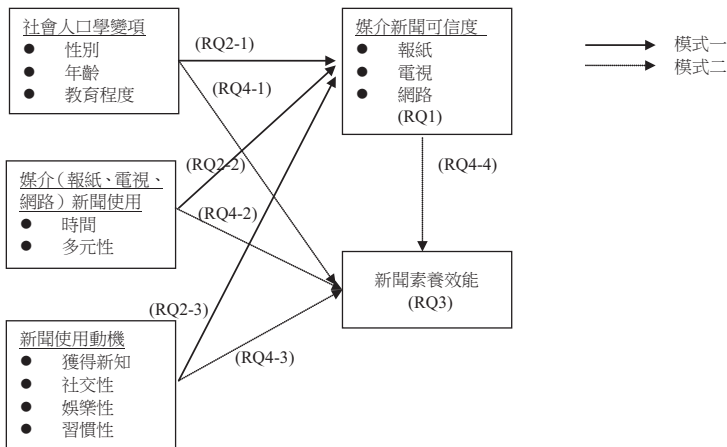 社會人口學變項
● 性別
● 年齡
● 教育程度
媒介（報紙、電視、
網路）新聞使用
● 時間
● 多元性
新聞使用動機
● 獲得新知
● 社交性
● 娛樂性
● 習慣性
(RQ2-1)
(RQ4-1)
(RQ2-2)
(RQ4-2)
(RQ2-3)
(RQ4-3)
媒介新聞可信度
● 報紙
● 電視
● 網路
(RQ1)
(RQ4-4)
新聞素養效能
(RQ3)
模式一
模式二